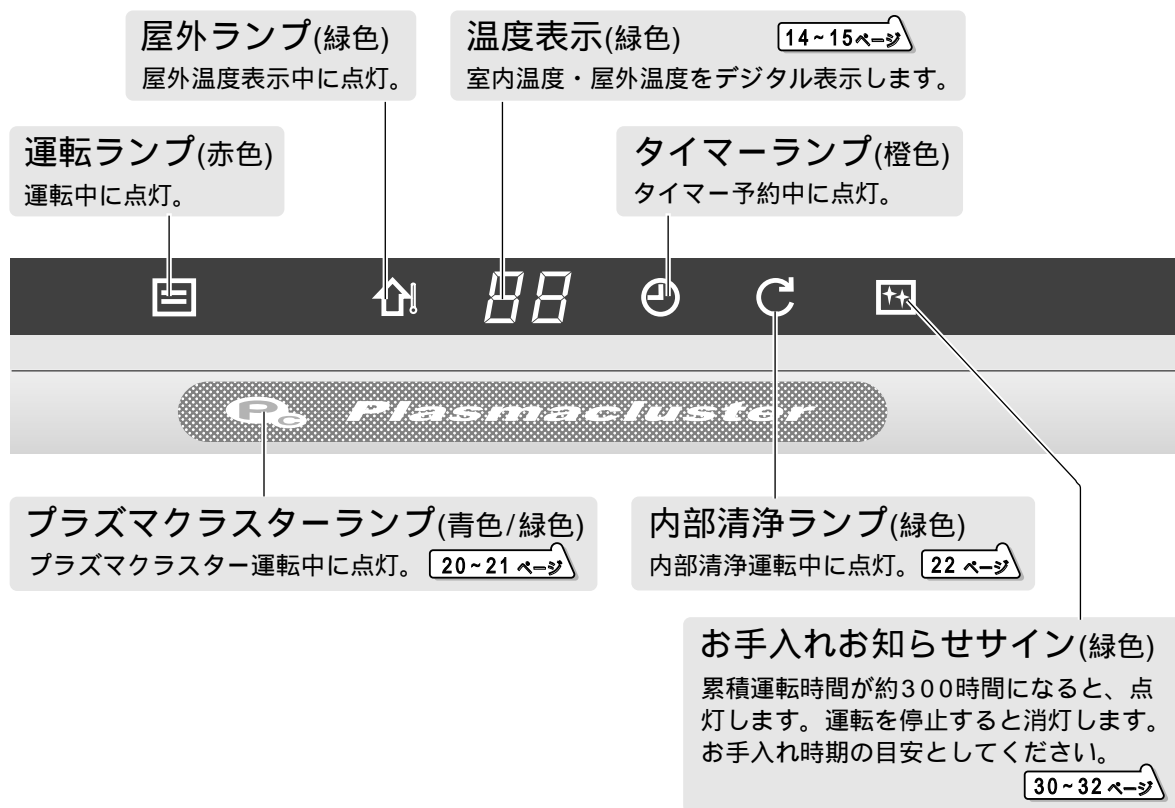 屋外ランプ(緑色)
屋外温度表示中に点灯。
温度表示(緑色) 14~15ページ
室内温度・屋外温度をデジタル表示します。
運転ランプ(赤色)
運転中に点灯。
タイマーランプ(橙色)
タイマー予約中に点灯。
88
Pc Plasmacluster
プラズマクラスターランプ(青色/緑色)
プラズマクラスター運転中に点灯。 20~21ページ
内部清浄ランプ(緑色)
内部清浄運転中に点灯。 22ページ
お手入れお知らせサイン(緑色)
累積運転時間が約300時間になると、点
灯します。運転を停止すると消灯します。
お手入れ時期の目安としてください。
30~32ページ